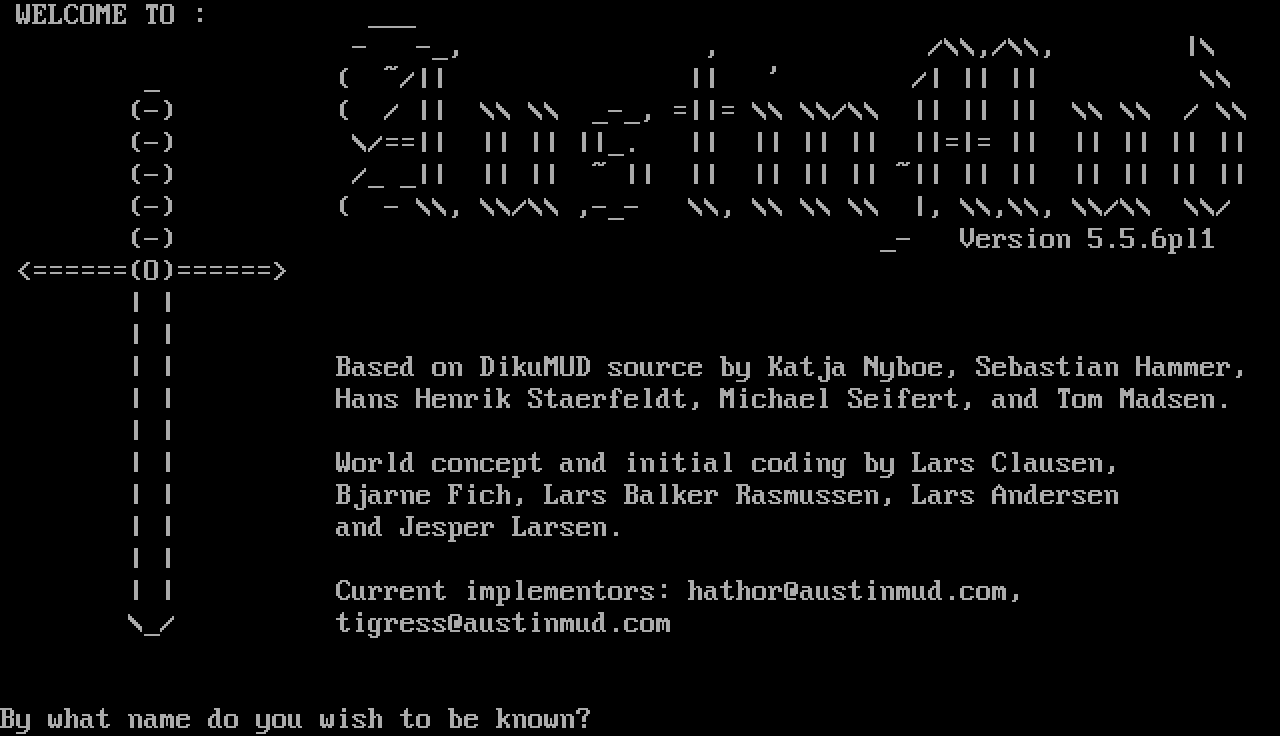 WELCOME TO :
AustinMud
Version 5.5.6pl1
Based on DikuMUD source by Katja Nyboe, Sebastian Hammer,
Hans Henrik Staerfeldt, Michael Seifert, and Tom Madsen.
World concept and initial coding by Lars Clausen,
Bjarne Fich, Lars Balker Rasmussen, Lars Andersen
and Jesper Larsen.
Current implementors: hathor@austinmud.com,
tigress@austinmud.com
By what name do you wish to be known?